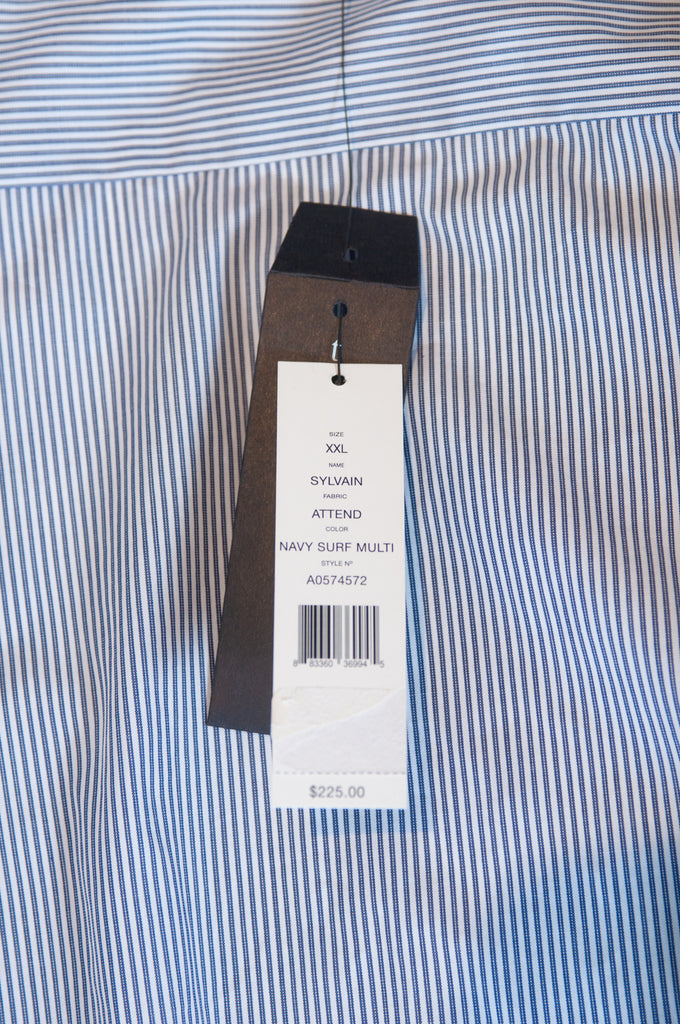 t
SIZE
XXL
NAME
SYLVAIN
FABRIC
ATTEND
COLOR
NAVY SURF MULTI
STYLE Nº
A0574572
8 83360 36994 5
$225.00